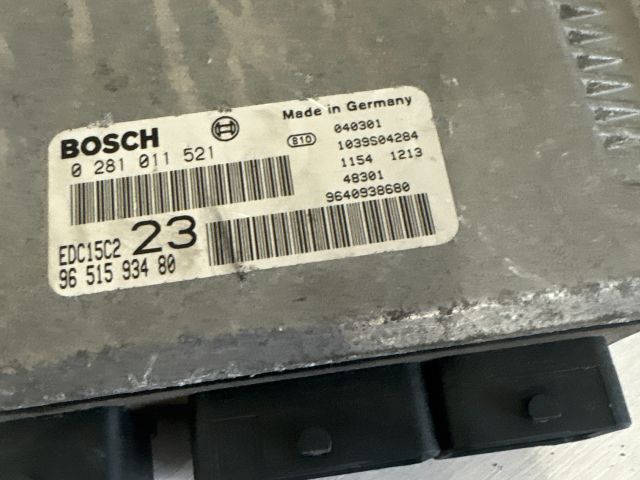 BOSCH
Made in Germany
0 281 011 521
810
040301
1039S04284
1154 1213
48301
9640938680
EDC15C2 23
96 515 934 80